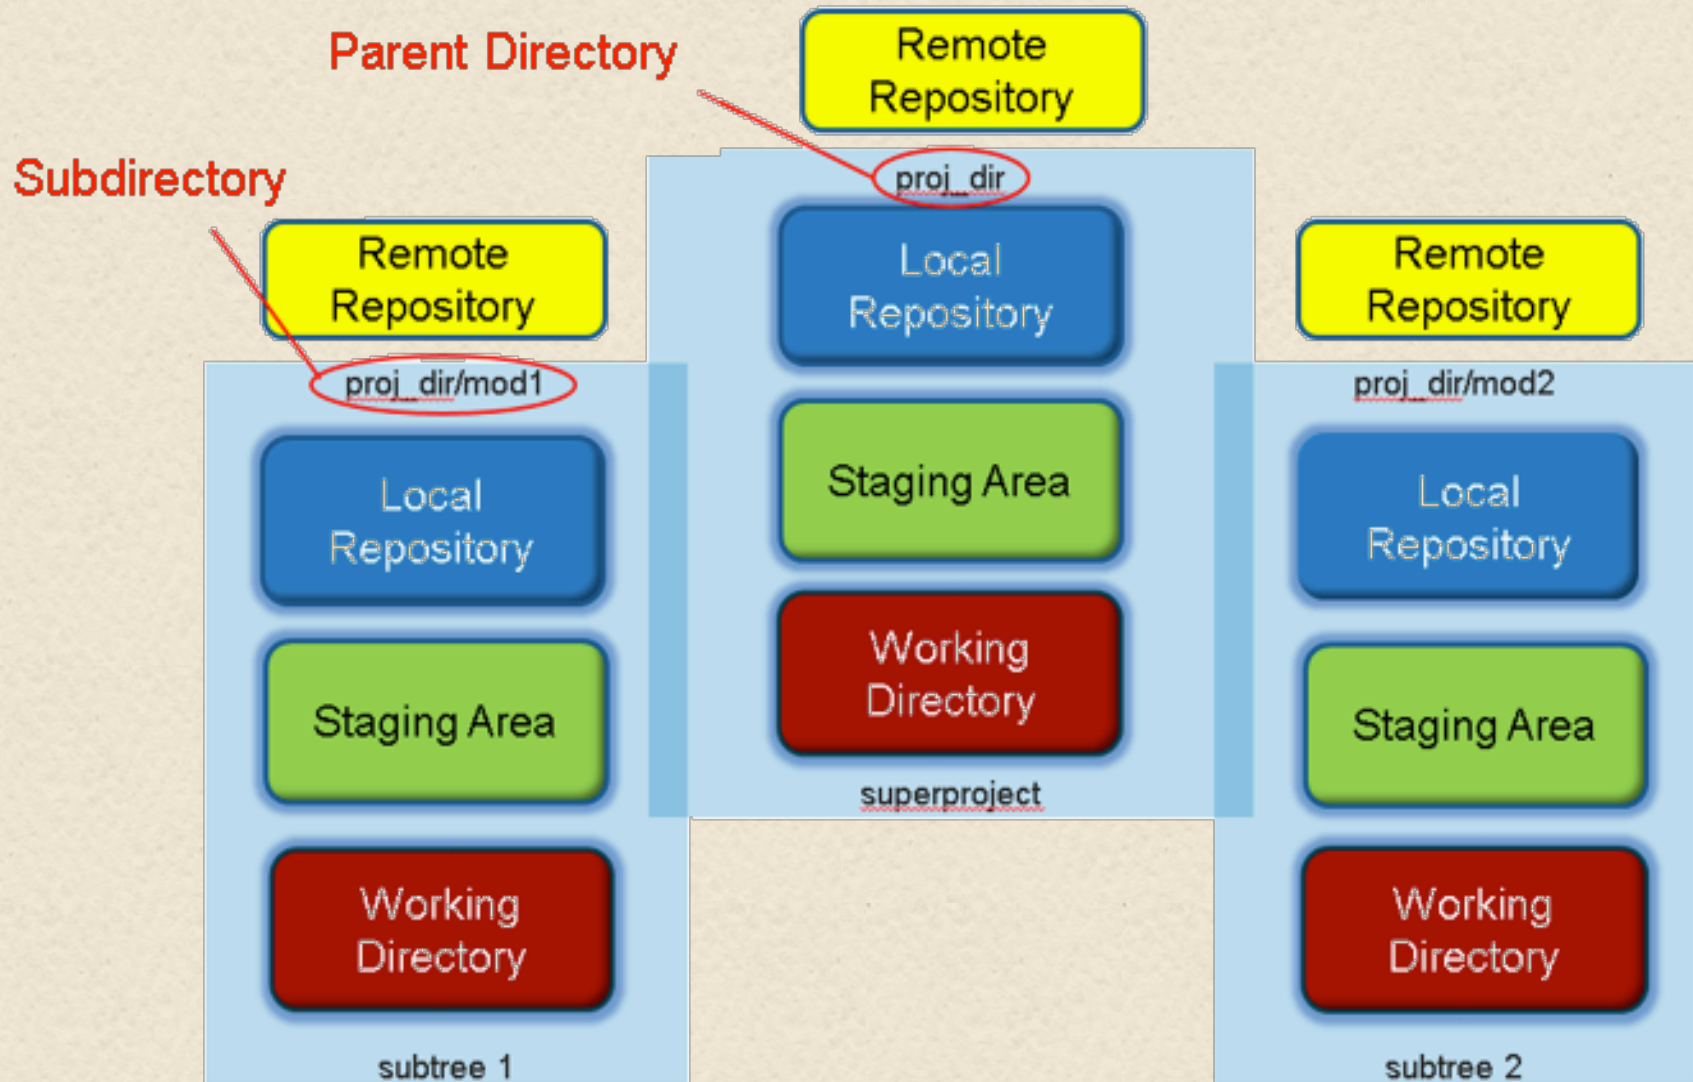 Parent Directory
Remote
Repository
Subdirectory
proj_dir
Remote
Repository
Local
Repository
Remote
Repository
proj_dir/mod1
proj_dir/mod2
Local
Repository
Staging Area
Local
Repository
Staging Area
Working
Directory
Staging Area
superproject
Working
Directory
Working
Directory
subtree 1
subtree 2